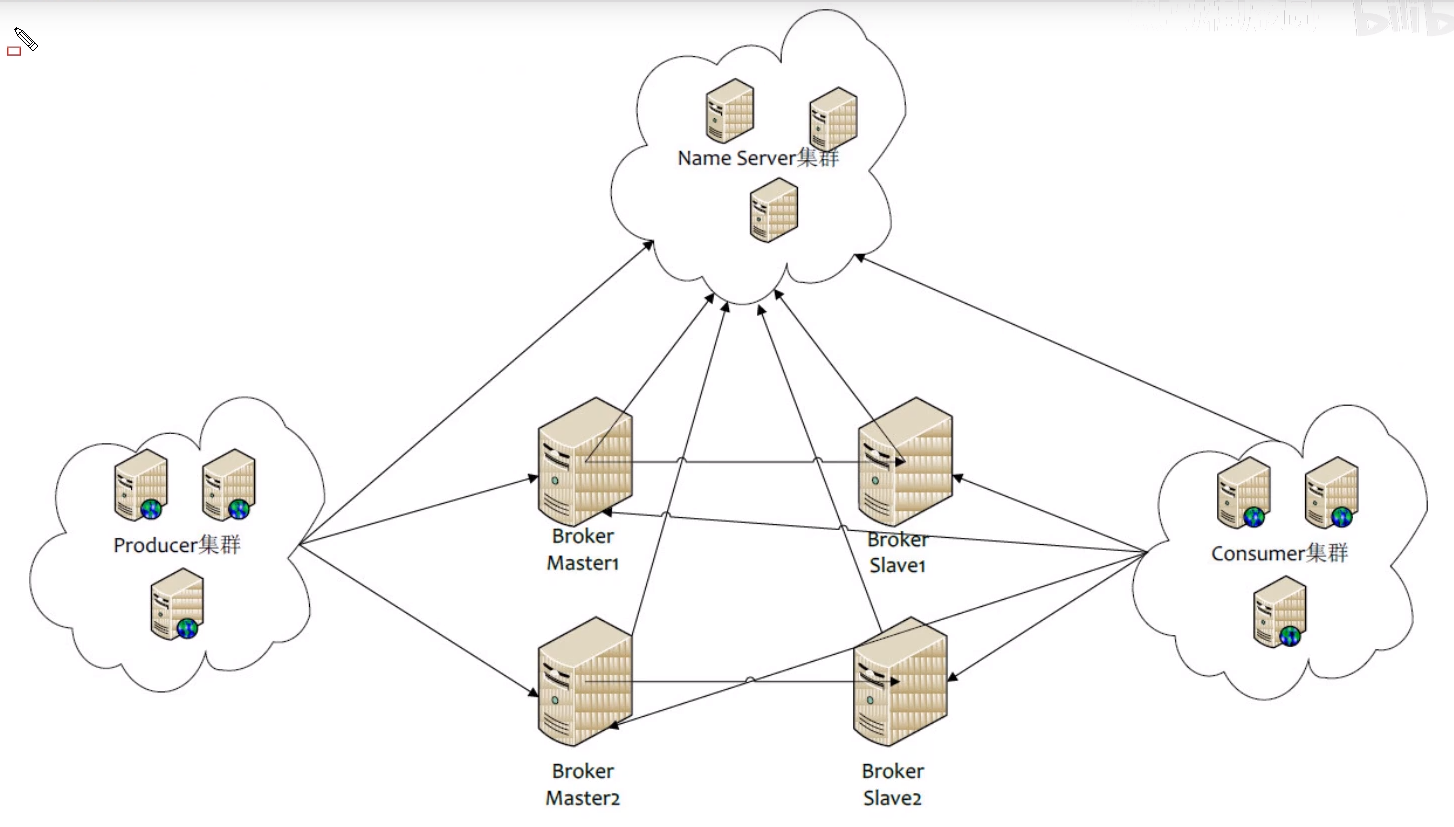 Name Server集群
Producer集群
Broker
Master1
Broker
Slave1
Consumer集群
Broker
Master2
Broker
Slave2